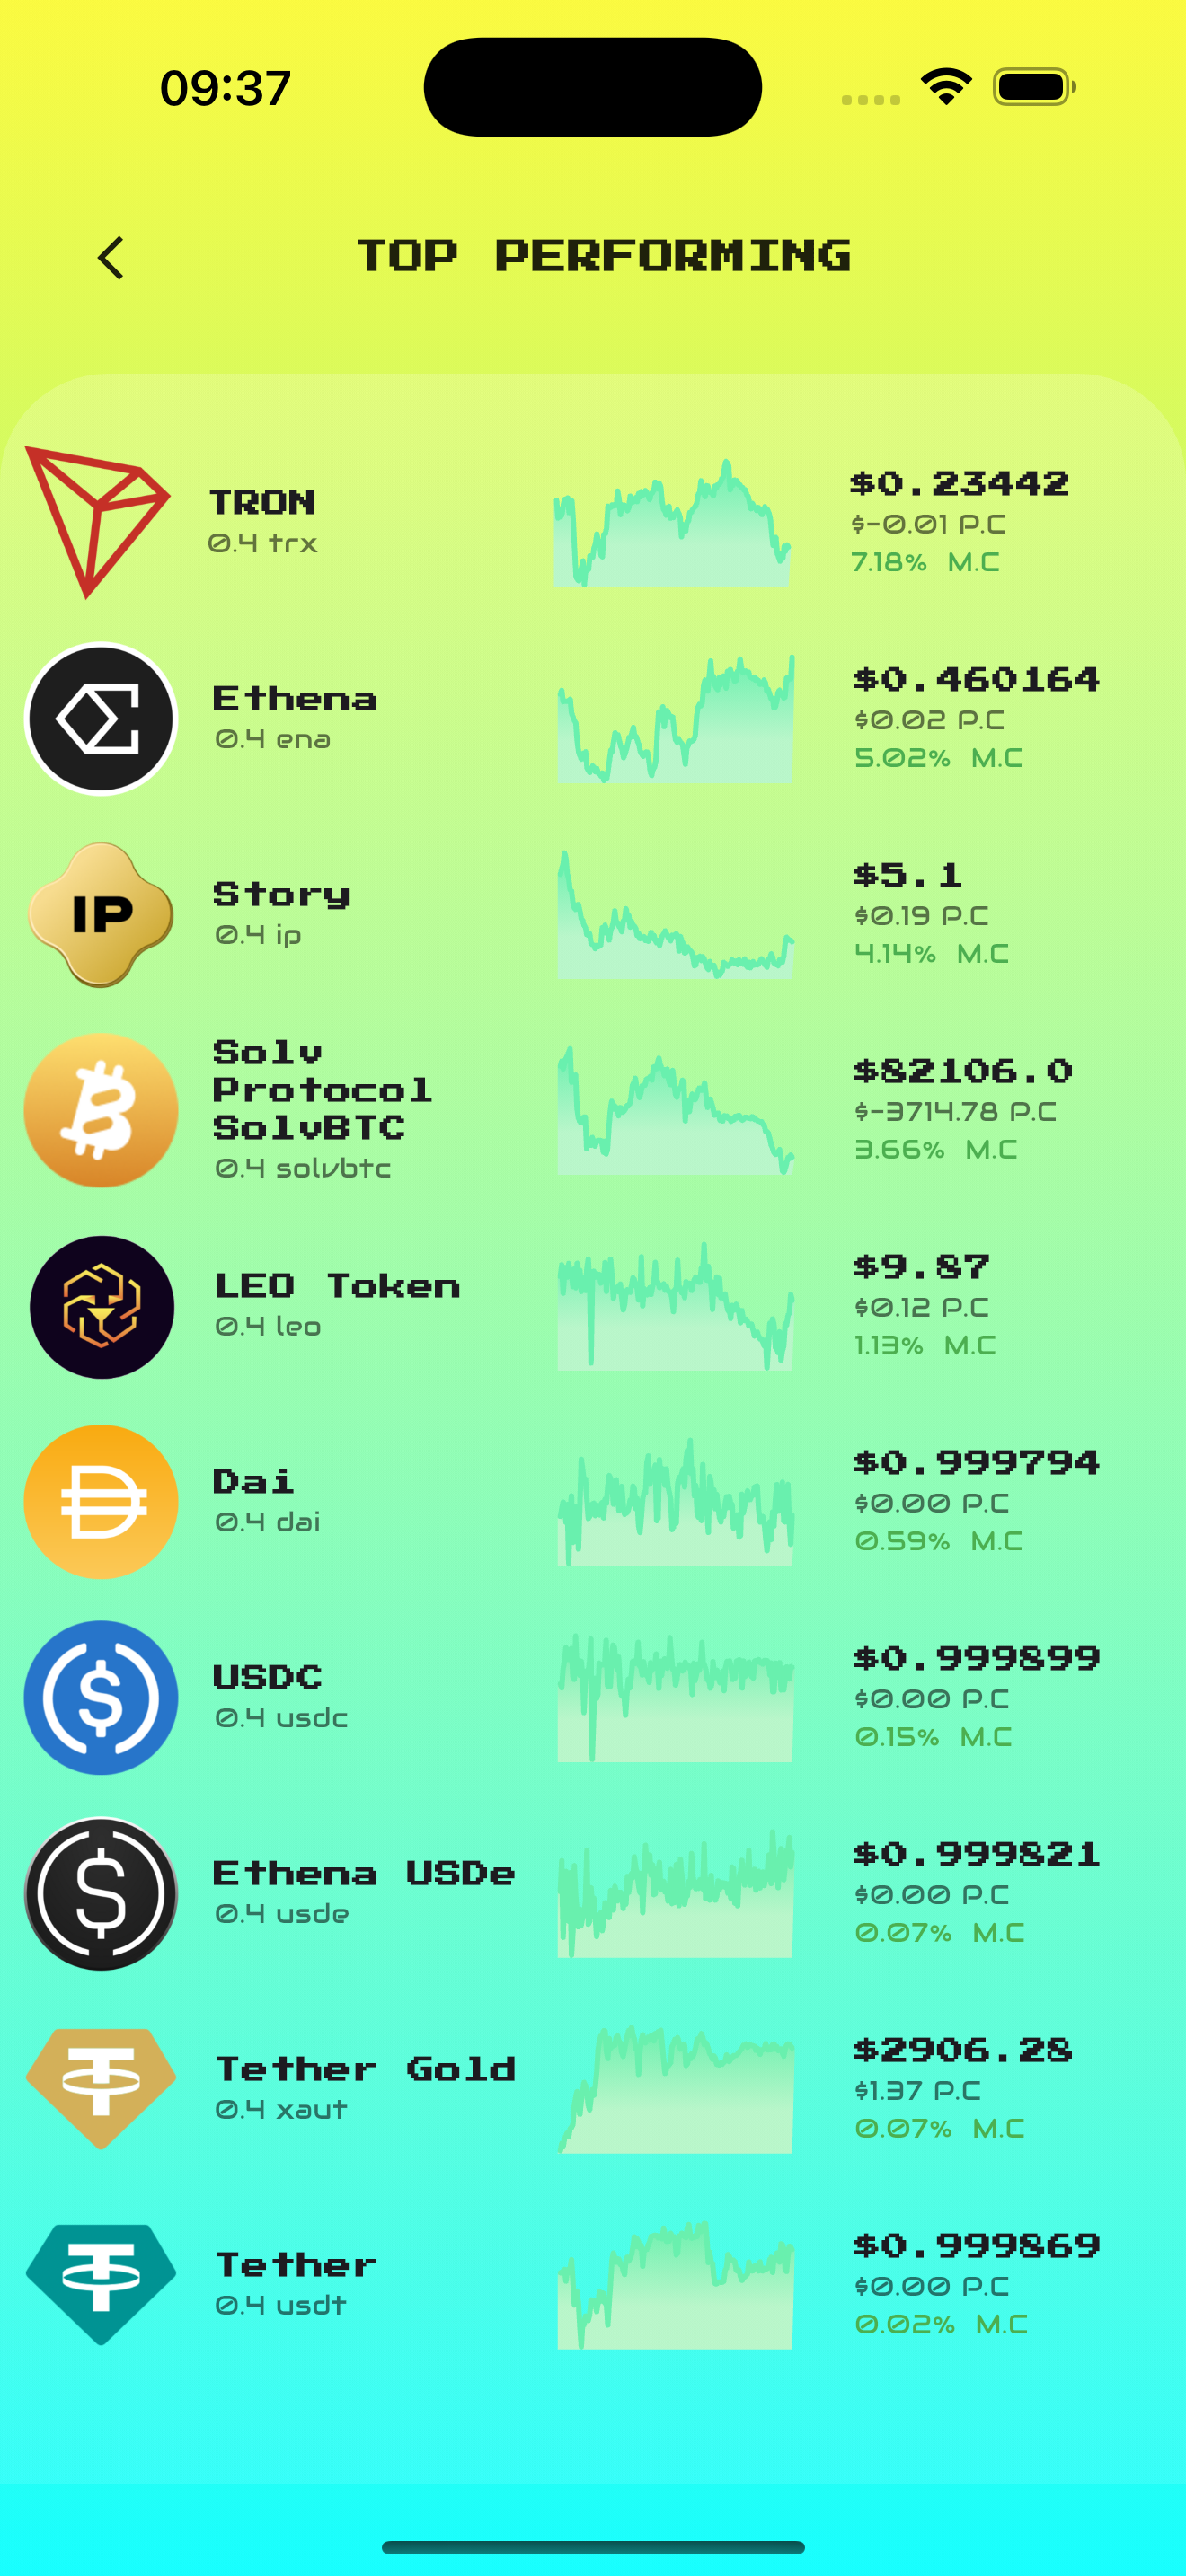 09:37
TOP PERFORMING
TRON
0.4 trx
$0.23442
$-0.01 P.C
7.18% M.C
Ethena
0.4 ena
$0.460164
$0.02 P.C
5.02% M.C
IP
Story
0.4 ip
$5.1
$0.19 P.C
4.14% M.C
Solv
Protocol
SolvBTC
0.4 solvbtc
$82106.0
$-3714.78 P.C
3.66% M.C
LEO Token
0.4 leo
$9.87
$0.12 P.C
1.13% M.C
Dai
0.4 dai
$0.999794
$0.00 P.C
0.59% M.C
USDC
0.4 usdc
$0.999899
$0.00 P.C
0.15% M.C
Ethena USDe
0.4 usde
$0.999821
$0.00 P.C
0.07% M.C
Tether Gold
0.4 xaut
$2906.28
$1.37 P.C
0.07% M.C
Tether
0.4 usdt
$0.999869
$0.00 P.C
0.02% M.C